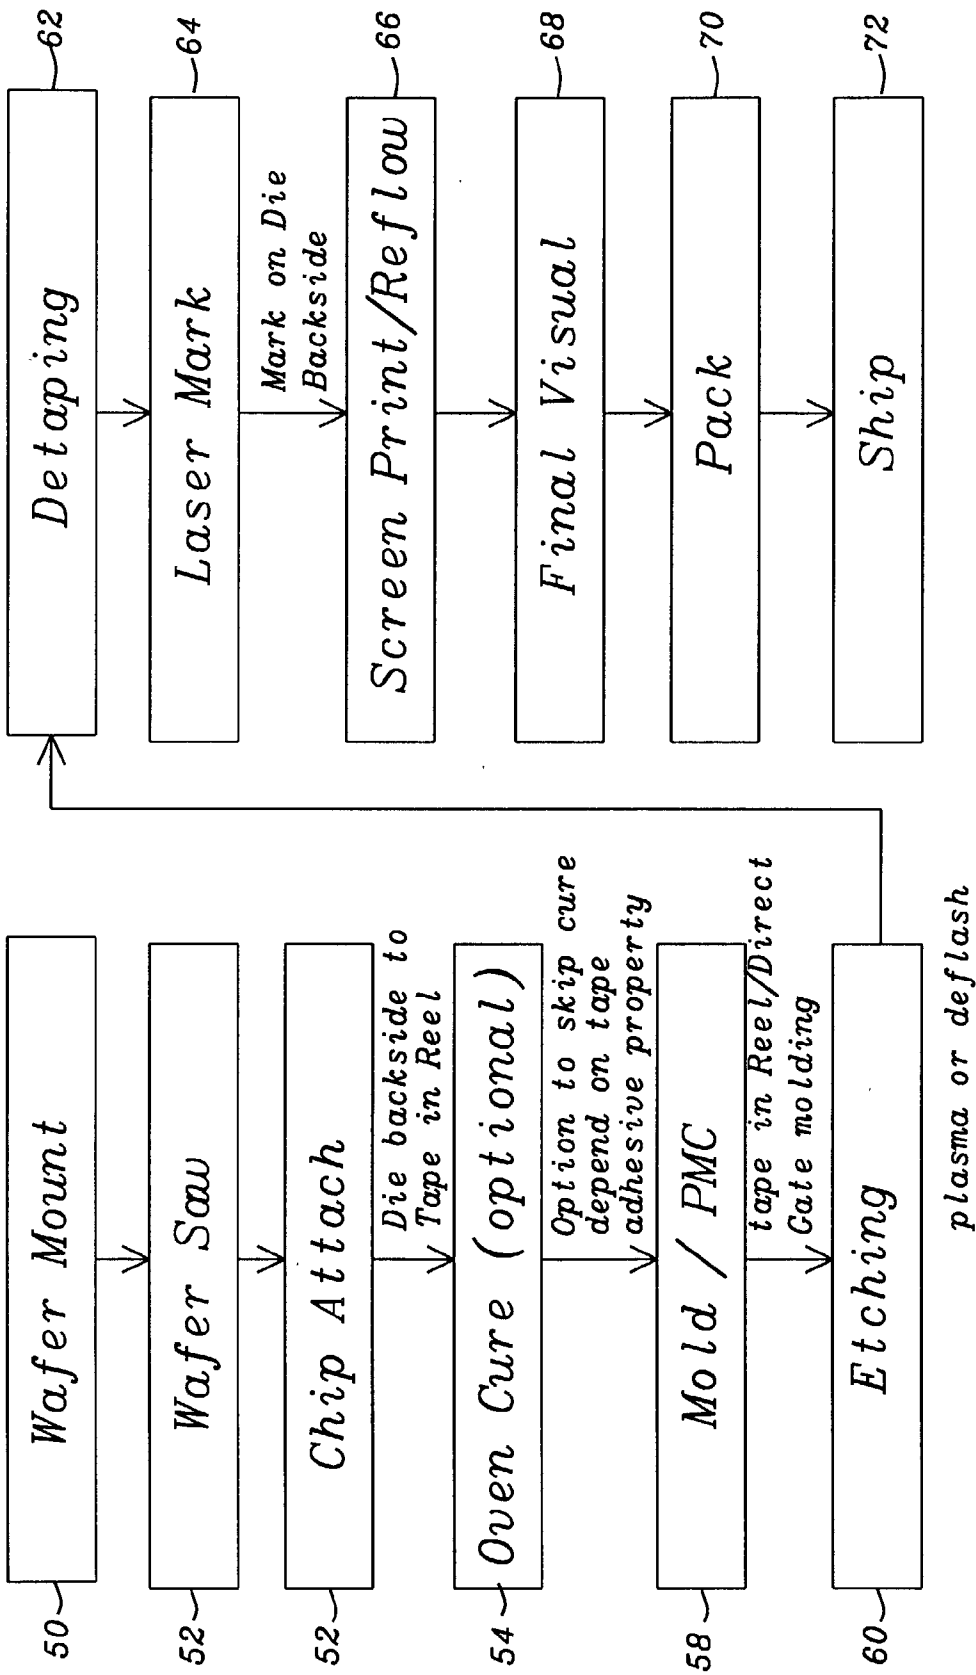 50
Wafer Mount
52
Wafer Saw
52
Chip Attach
Die backside to
Tape in Reel
54
Oven Cure (optional)
Option to skip cure
depend on tape
adhesive property
58
Mold / PMC
tape in Reel/Direct
Gate molding
60
Etching
plasma or deflash
Detaping
62
Laser Mark
64
Mark on Die
Backside
Screen Print/Reflow
66
Final Visual
68
Pack
70
Ship
72